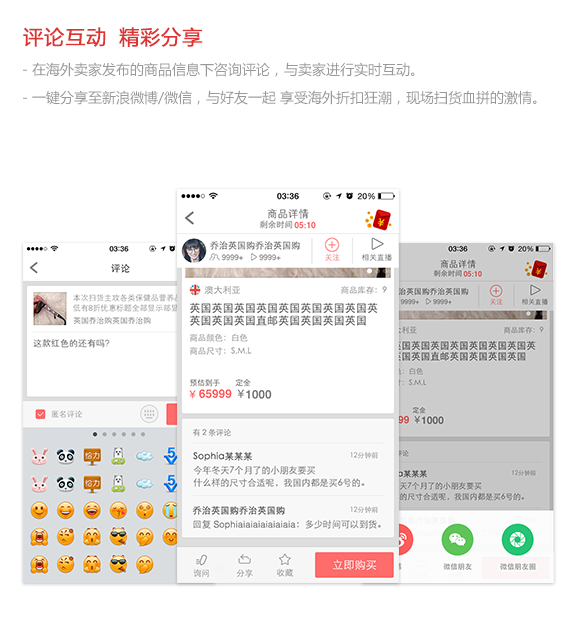 评论互动 精彩分享
- 在海外卖家发布的商品信息下咨询评论，与卖家进行实时互动。
- 一键分享至新浪微博/微信，与好友一起 享受海外折扣狂潮，现场扫货血拼的激情。
03:36
评论
本次扫货主攻各类保健品营养品
低有8折优惠标题全部显示部显
英国乔治购英国乔治购
这款红色的还有吗?
匿名评论
给力
03:36
20%
商品详情
剩余时间 05:10
乔治英国购乔治英国购
9999+
9999+
关注
相关直播
澳大利亚
商品库存：9
英国英国英国英国英国英国英国英国英
英国英国英国直邮英国英国英国英国
商品颜色：白色
商品尺寸：S.M.L
预估到手
定金
¥ 65999
¥1000
有 2 条评论
Sophia某某某
12分钟前
今年冬天7个月了的小朋友要买
什么样的尺寸合适呢，我国内都是买6号的。
乔治英国购乔治英国购
12分钟前
回复 Sophiaiaiaiaiaiaiaia：多少时间可以到货。
询问
分享
收藏
立即购买
03:36
20%
商品详情
剩余时间 05:10
国购乔治英国购
9999+
9999+
关注
相关直播
大利亚
商品库存：9
英国英国英国英国英国英国英
英国英国直邮英国英国英国英国
白色
S.M.L
定金
999
¥1000
评论
某某某
12分钟前
7个月了的小朋友要买
尺寸合适呢，我国内都是买6号的。
微信朋友
微信朋友圈